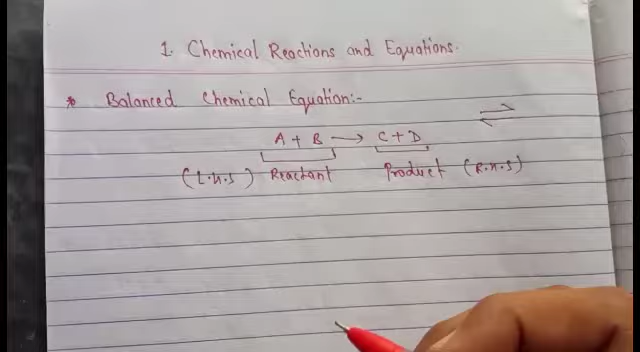 1. Chemical Reactions and Equations.
* Balanced Chemical Equation:-
⇌
A + B → C + D
(L.H.S) Reactant Product (R.H.S)